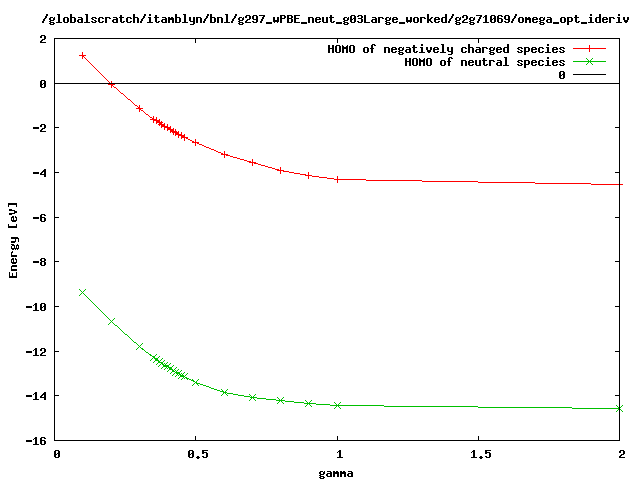 /globalscratch/itamblyn/bnl/g297_wPBE_neut_g03Large_worked/g2g71069/omega_opt_ideriv
HOMO of negatively charged species
HOMO of neutral species
0
2
0
-2
-4
-6
-8
-10
-12
-14
-16
Energy [eV]
0 0.5 1 1.5 2
gamma